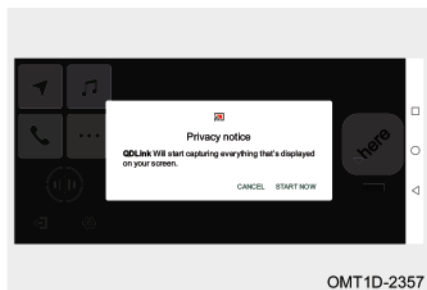 Privacy notice
QDLink Will start capturing everything that's displayed
on your screen.
CANCEL START NOW
here
OMT1D-2357